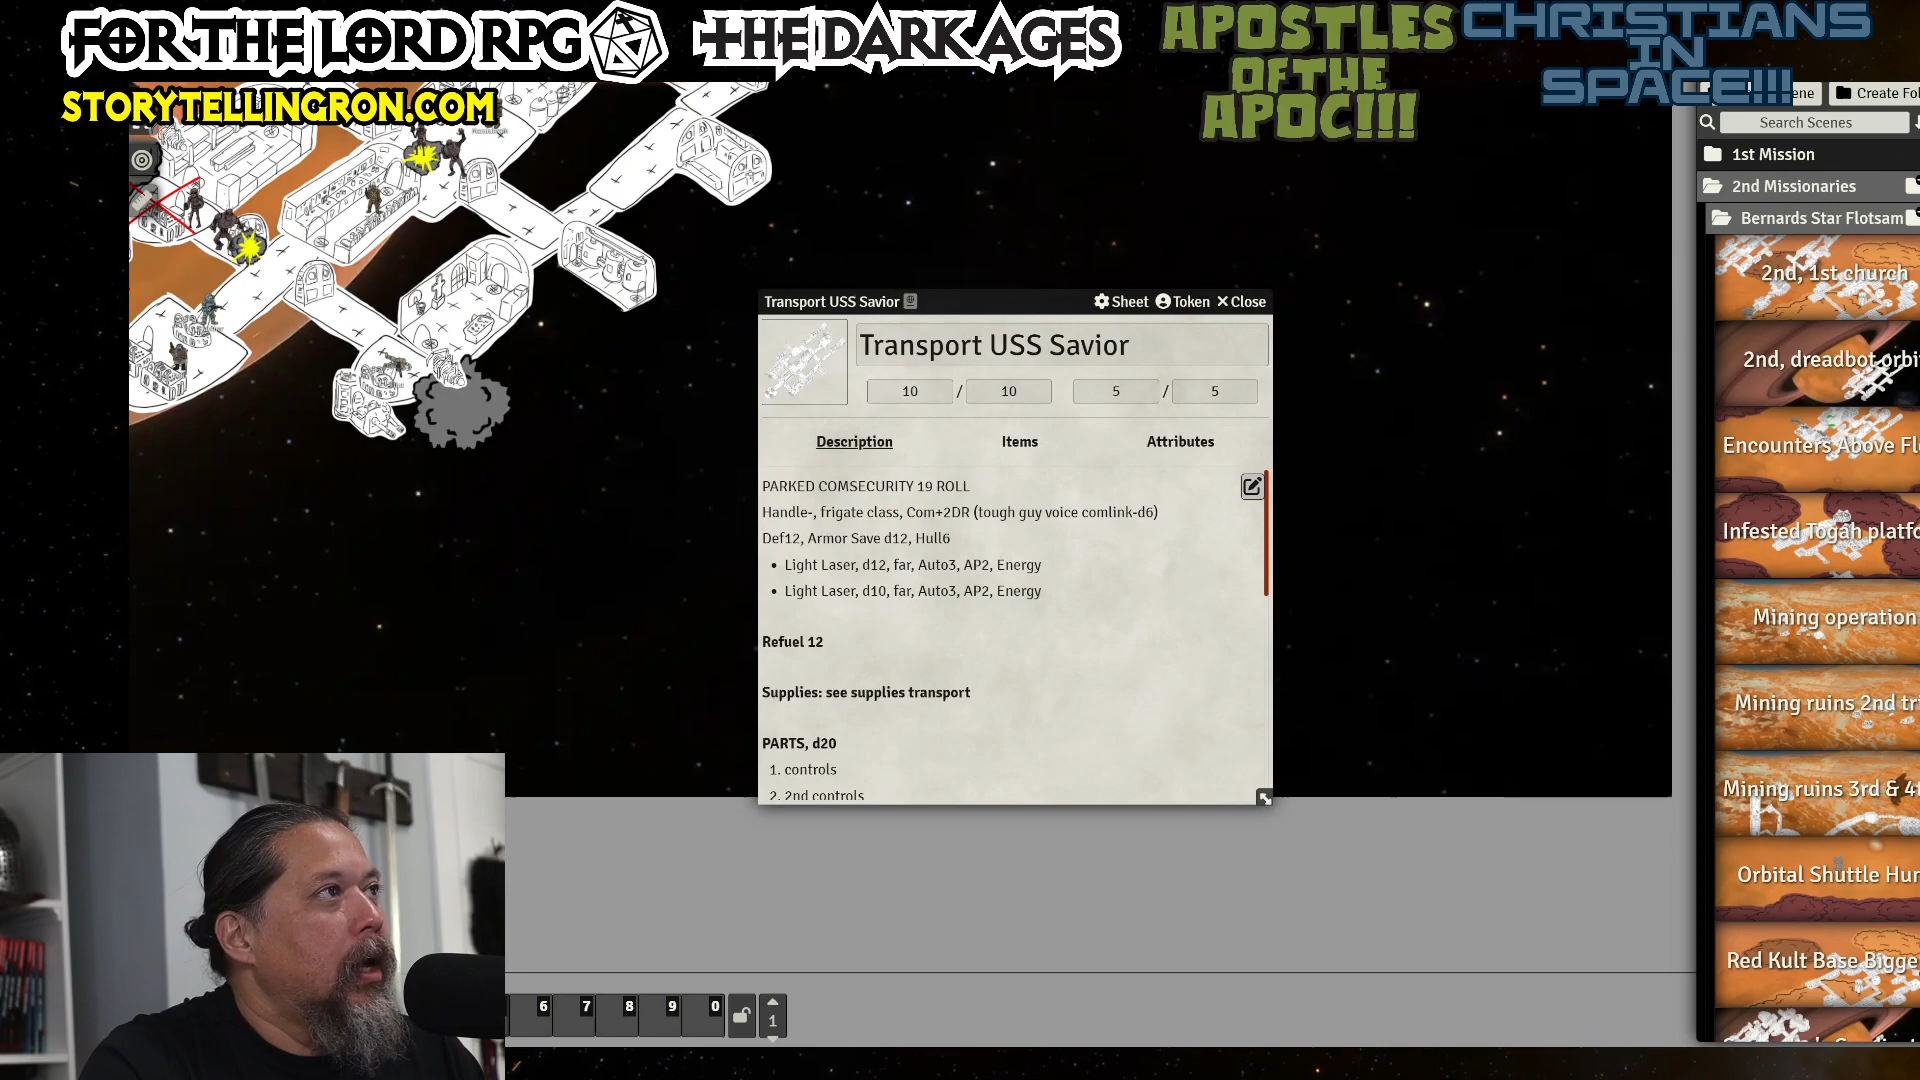 FOR THE LORD RPG
THE DARK AGES
APOSTLES
OF THE
APOC!!!
CHRISTIANS
IN
SPACE!!!
STORYTELLINGRON.COM
Create Fol
Search Scenes
1st Mission
2nd Missionaries
Bernards Star Flotsam
2nd, 1st church
2nd, dreadbot orbi
Encounters Above Fl
Infested Togah platfo
Mining operation
Mining ruins 2nd tri
Mining ruins 3rd & 4t
Orbital Shuttle Hun
Red Kult Base Bigge
Transport USS Savior
Sheet Token Close
Transport USS Savior
10 / 10 5 / 5
Description Items Attributes
PARKED COMSECURITY 19 ROLL
Handle-, frigate class, Com+2DR (tough guy voice comlink-d6)
Def12, Armor Save d12, Hull6
• Light Laser, d12, far, Auto3, AP2, Energy
• Light Laser, d10, far, Auto3, AP2, Energy
Refuel 12
Supplies: see supplies transport
PARTS, d20
1. controls
2. 2nd controls
6 7 8 9 0
1